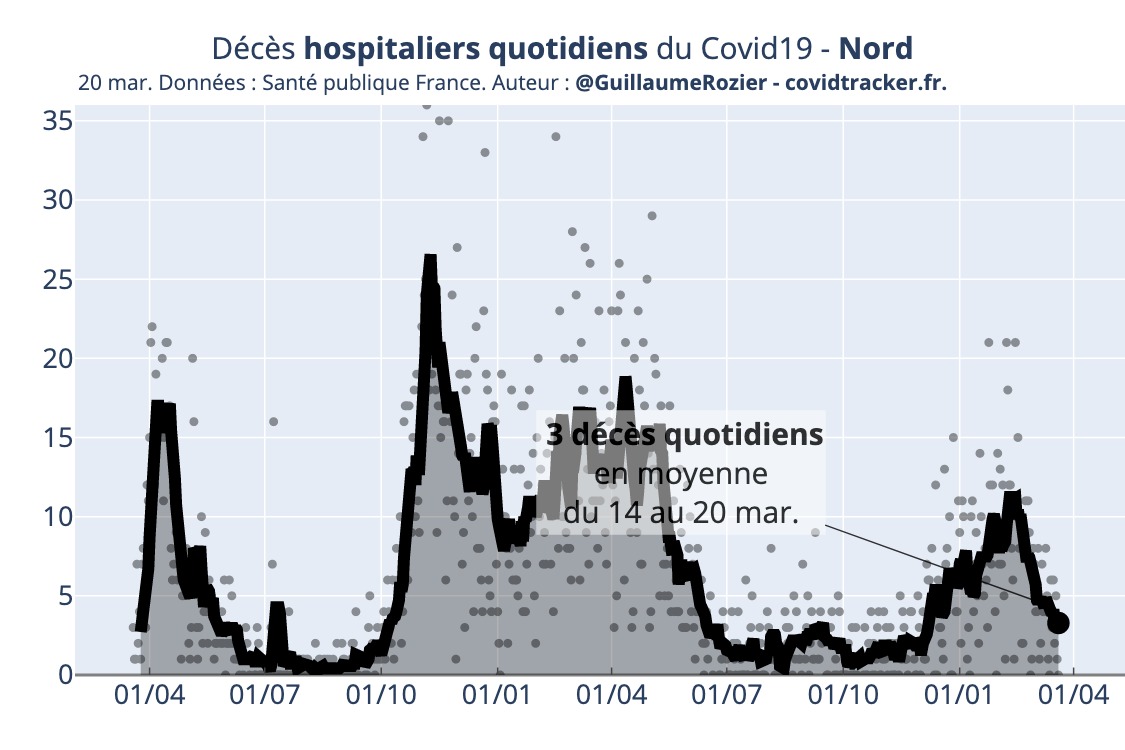 Décès hospitaliers quotidiens du Covid19 - Nord
20 mar. Données : Santé publique France. Auteur : @GuillaumeRozier - covidtracker.fr.
35
30
25
20
15
10
5
0
3 décès quotidiens
en moyenne
du 14 au 20 mar.
01/04 01/07 01/10 01/01 01/04 01/07 01/10 01/01 01/04